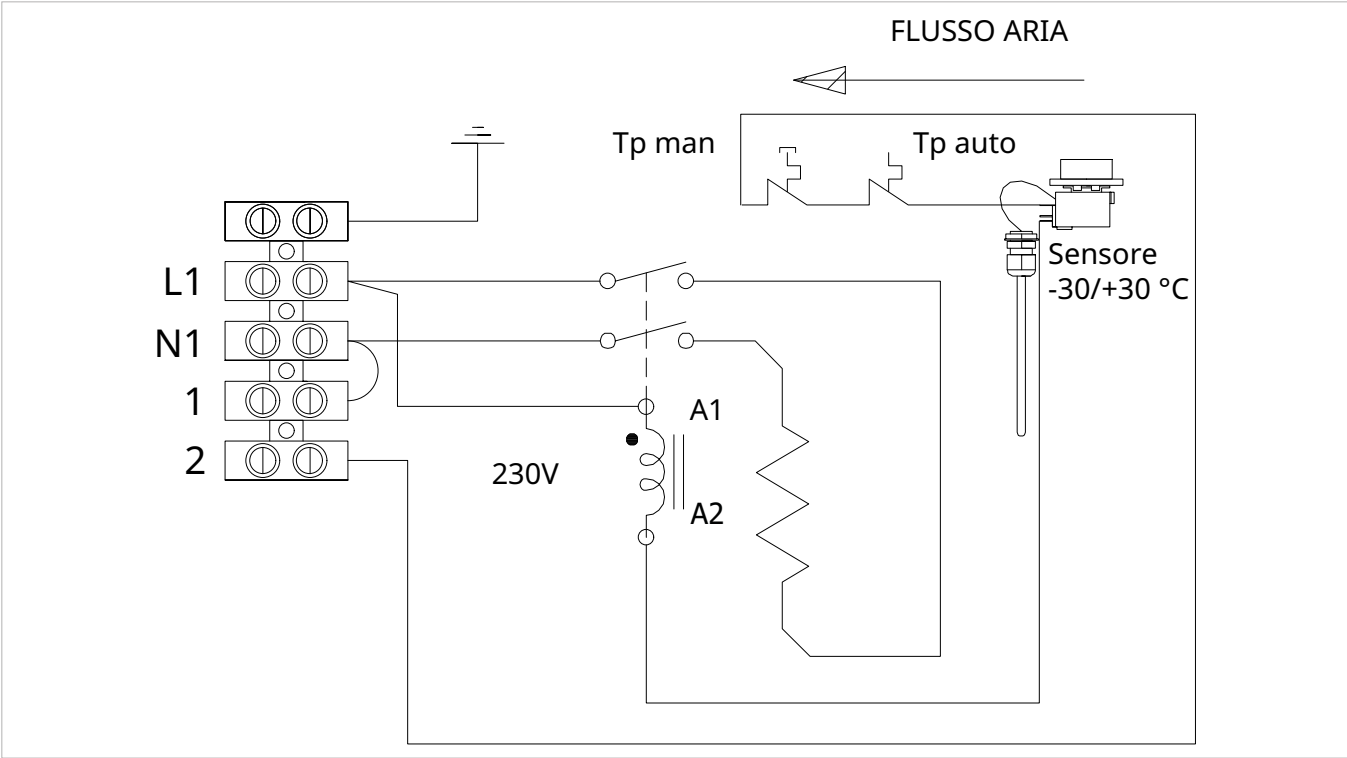 FLUSSO ARIA
Tp man
Tp auto
Sensore
-30/+30 °C
L1
N1
1
2
A1
230V
A2